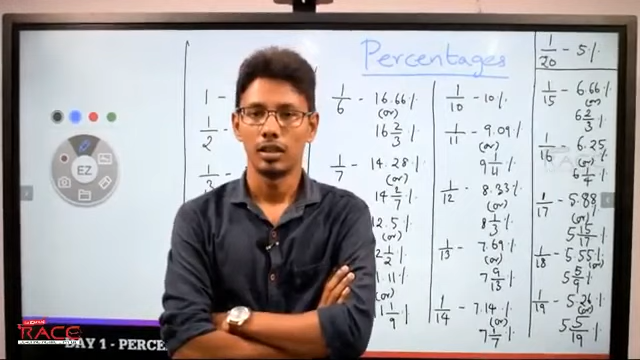 Percentages
1 -
1/2 -
1/3 -
1/6 - 16.66%
(or)
16 2/3 %
1/7 - 14.28%
(or)
14 2/7 %
12.5%
(or)
2 1/2 %
11.11%
(or)
1 1/9 %
1/10 - 10%
1/11 - 9.09%
(or)
9 1/11 %
1/12 - 8.33%
(or)
8 1/3 %
1/13 - 7.69%
(or)
7 9/13 %
1/14 - 7.14%
(or)
7 1/7 %
1/20 - 5%
1/15 - 6.66%
(or)
6 2/3 %
1/16 - 6.25%
(or)
6 1/4 %
1/17 - 5.88%
(or)
5 15/17 %
1/18 - 5.55%
(or)
5 5/9 %
1/19 - 5.26%
(or)
5 5/19 %
EZ
RACE
DAY 1 - PERCE